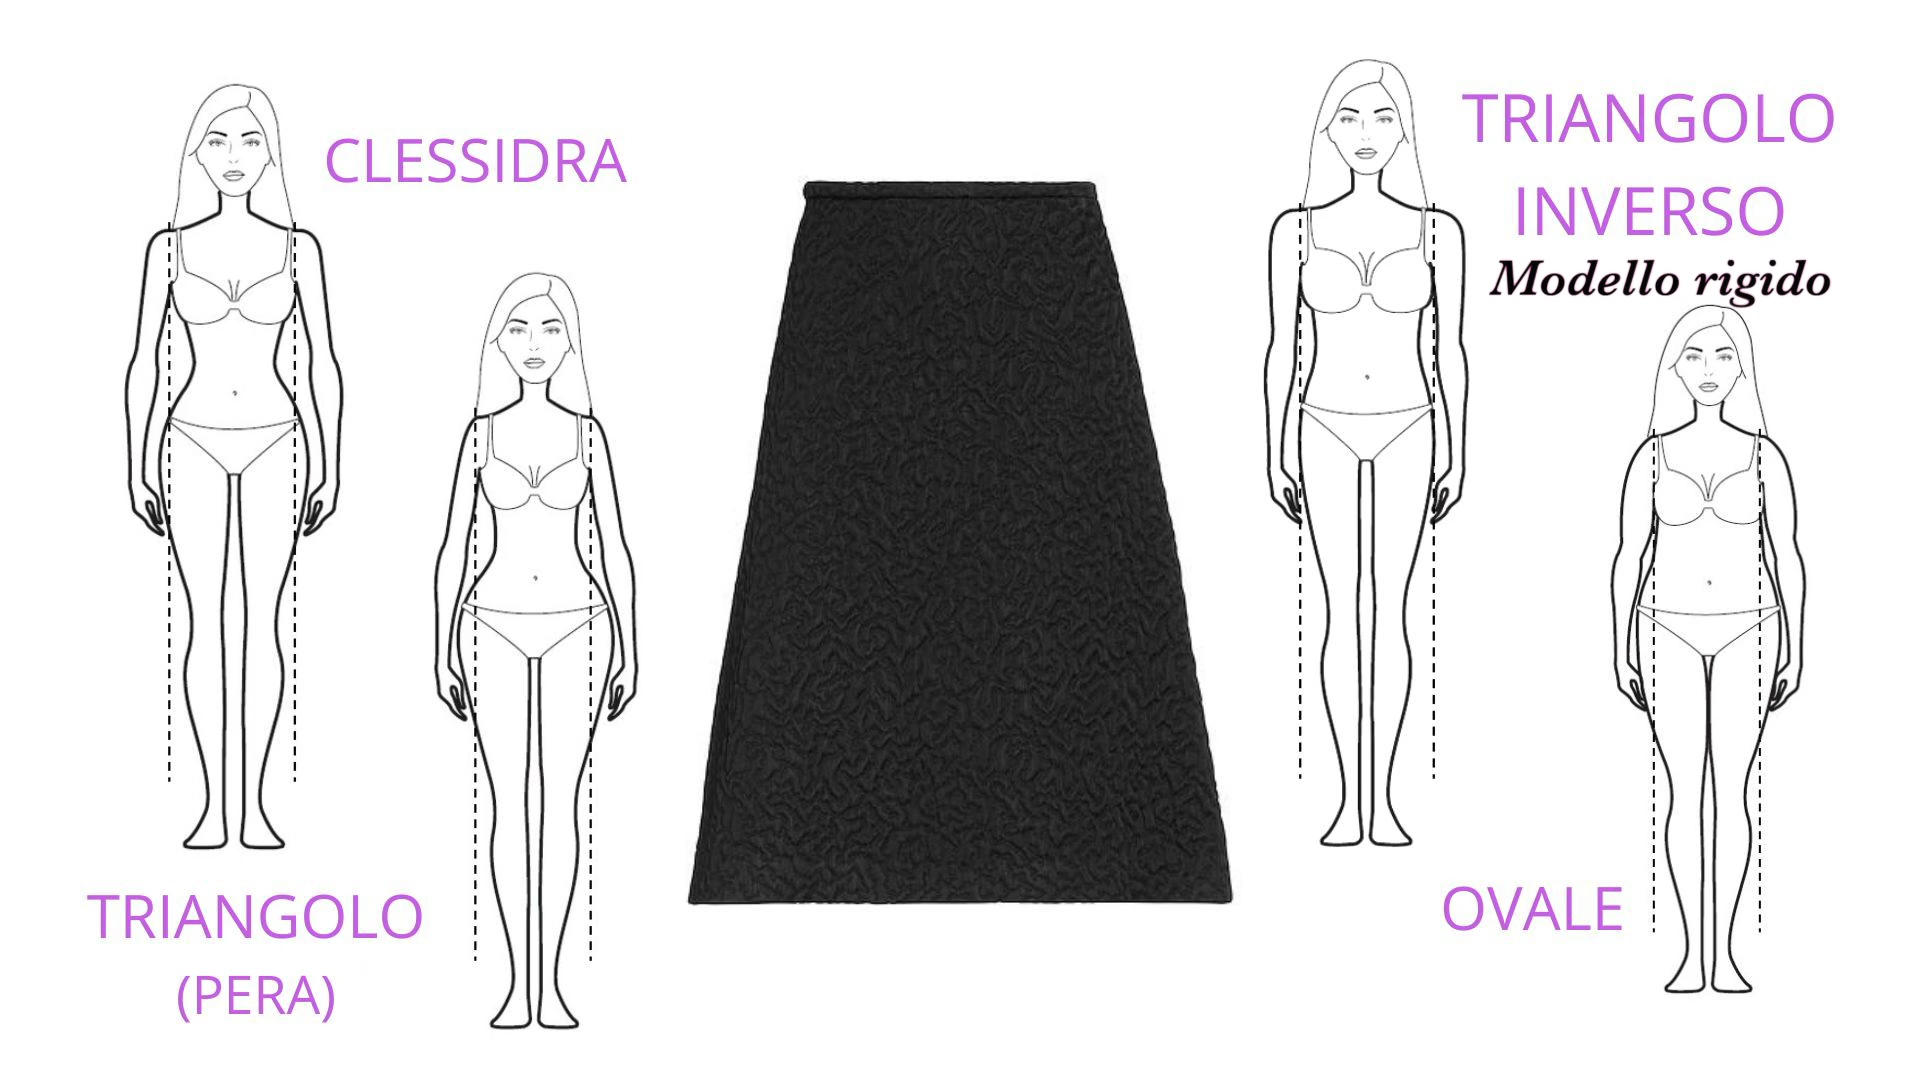 CLESSIDRA
TRIANGOLO
(PERA)
TRIANGOLO
INVERSO
Modello rigido
OVALE